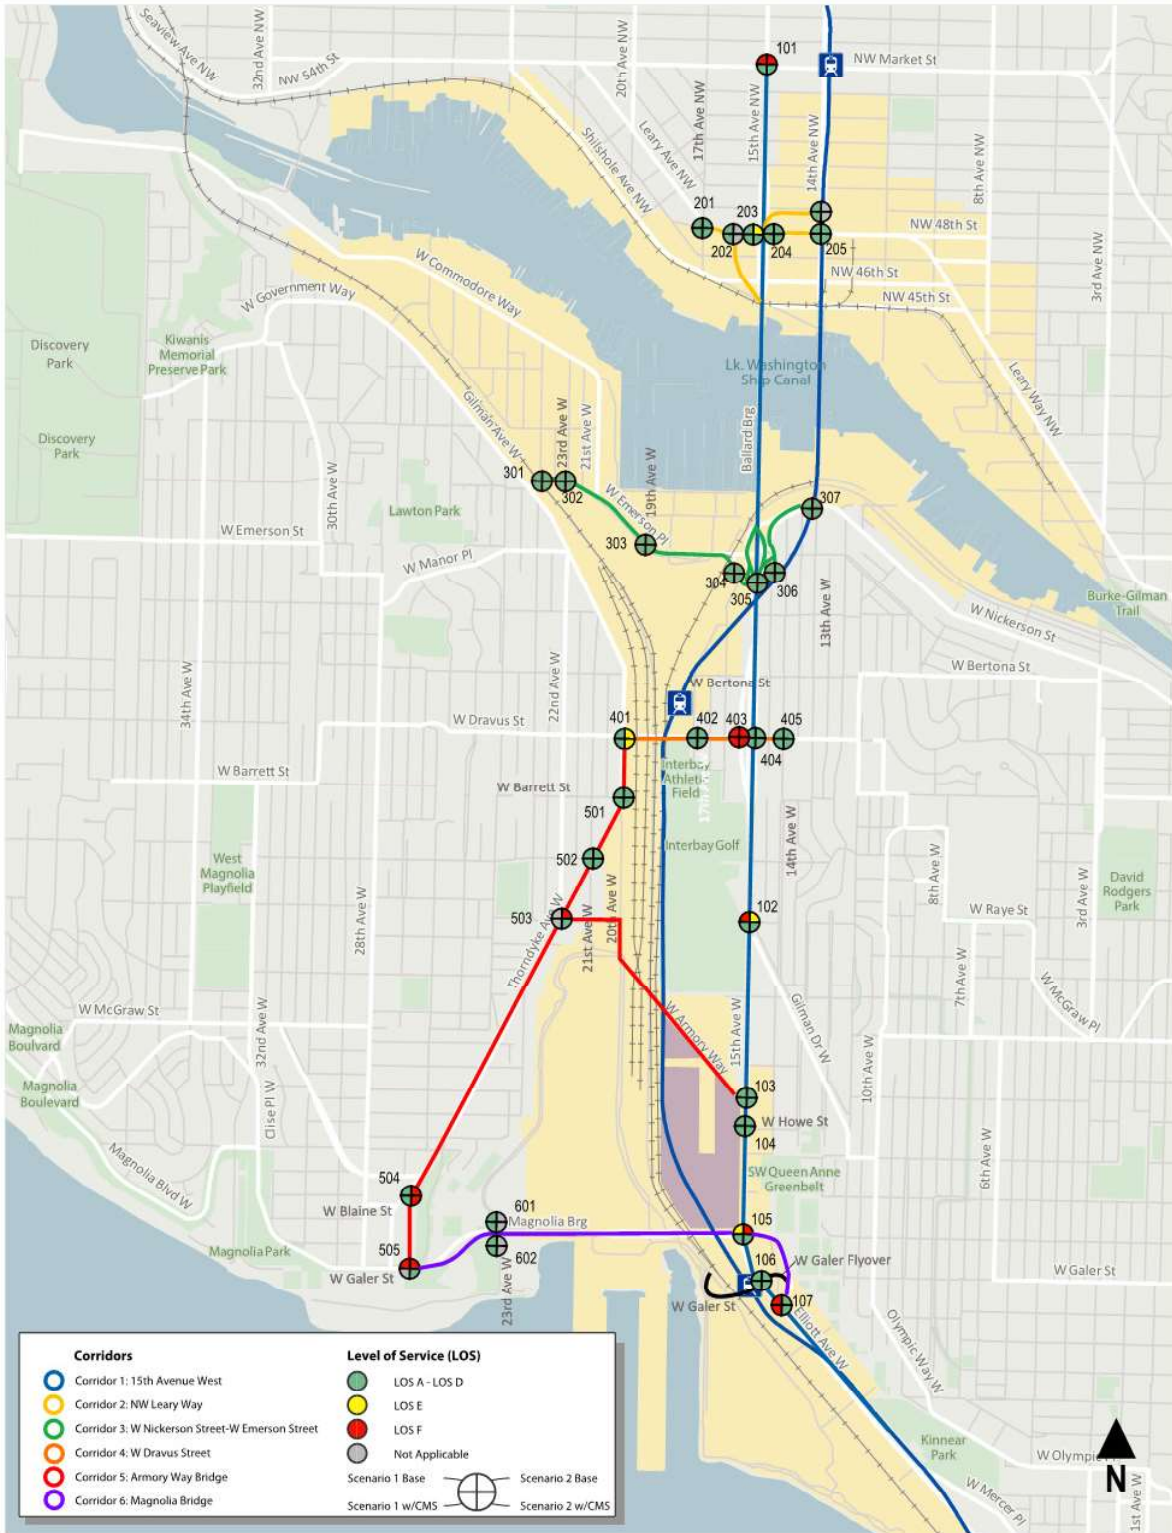 Seaview Ave NW
32nd Ave NW
NW 54th St
20th Ave NW
101
NW Market St
17th Ave NW
15th Ave NW
14th Ave NW
8th Ave NW
Leary Ave NW
Shilshole Ave NW
201
203
202
204
205
NW 48th St
NW 46th St
NW 45th St
3rd Ave NW
W Commodore Way
W Government Way
Discovery
Park
Kiwanis
Memorial
Preserve Park
Lk. Washington
Ship Canal
Leary Way NW
Gilman Ave W
23rd Ave W
21st Ave W
Ballard Brg
Discovery
Park
30th Ave W
301
302
W Emerson Pl
19th Ave W
307
Lawton Park
W Emerson St
303
W Manor Pl
304
305
306
13th Ave W
Burke-Gilman
Trail
W Nickerson St
34th Ave W
22nd Ave W
W Bertona St
W Bertona St
W Dravus St
401
402
403
404
405
W Barrett St
W Barrett St
Interbay
Athletic
Field
17th A
501
14th Ave W
Interbay Golf
West
Magnolia
Playfield
502
8th Ave W
David
Rodgers
Park
28th Ave W
503
Thorndyke Ave W
21st Ave W
20th Ave W
102
W Raye St
3rd Ave W
7th Ave W
W McGraw St
W McGraw Pl
Magnolia
Boulvard
32nd Ave W
W Armory Way
15th Ave W
Gilman Dr W
10th Ave W
Magnolia
Boulevard
Clise Pl W
103
W Howe St
104
6th Ave W
Magnolia Blvd W
SW Queen Anne
Greenbelt
504
W Blaine St
601
Magnolia Brg
105
Magnolia Park
505
602
W Galer St
23rd Ave W
106
W Galer Flyover
W Galer St
W Galer St
107
Elliott Ave W
Olympic Way W
Kinnear
Park
W Olympic
W Mercer Pl
1st Ave W
N
Corridors
Corridor 1: 15th Avenue West
Corridor 2: NW Leary Way
Corridor 3: W Nickerson Street-W Emerson Street
Corridor 4: W Dravus Street
Corridor 5: Armory Way Bridge
Corridor 6: Magnolia Bridge
Level of Service (LOS)
LOS A - LOS D
LOS E
LOS F
Not Applicable
Scenario 1 Base
Scenario 2 Base
Scenario 1 w/CMS
Scenario 2 w/CMS